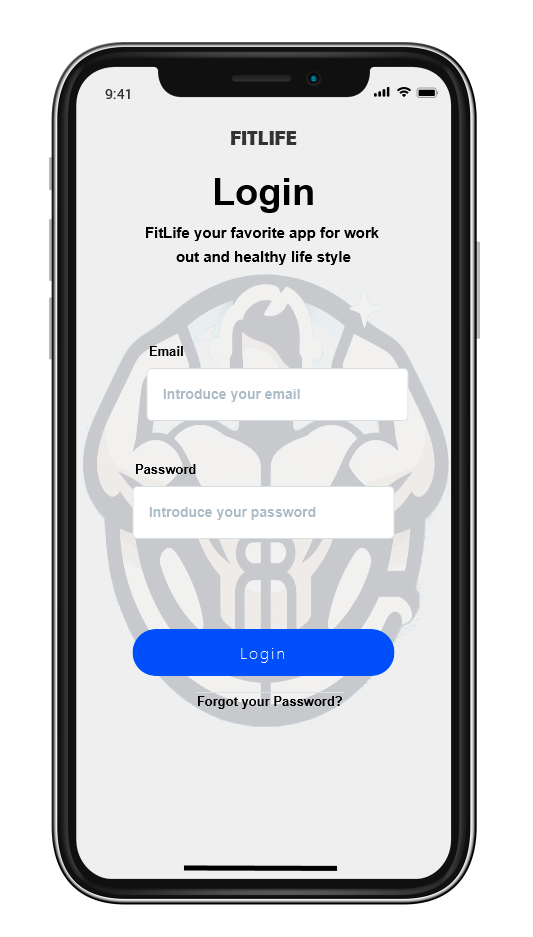 9:41
FITLIFE
Login
FitLife your favorite app for work
out and healthy life style
Email
Introduce your email
Password
Introduce your password
Login
Forgot your Password?